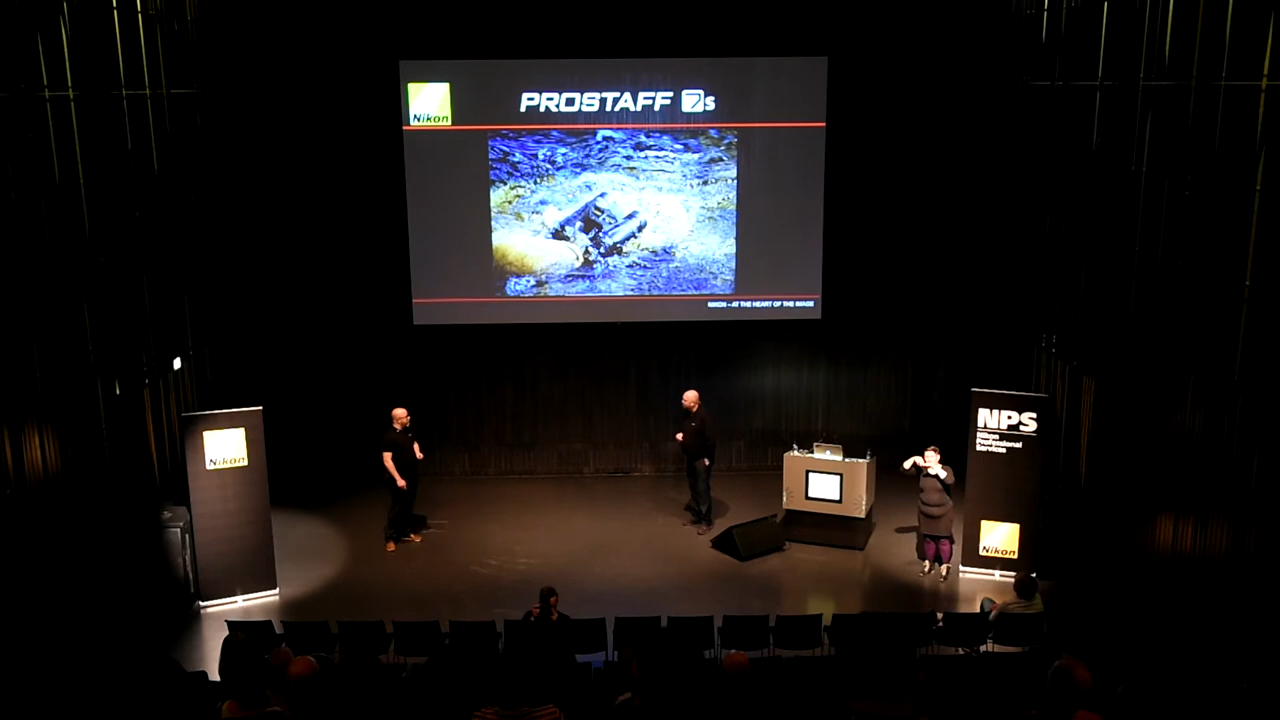 PROSTAFF 7s
Nikon
NIKON - AT THE HEART OF THE IMAGE
Nikon
NPS
Nikon
Professional
Services
Nikon